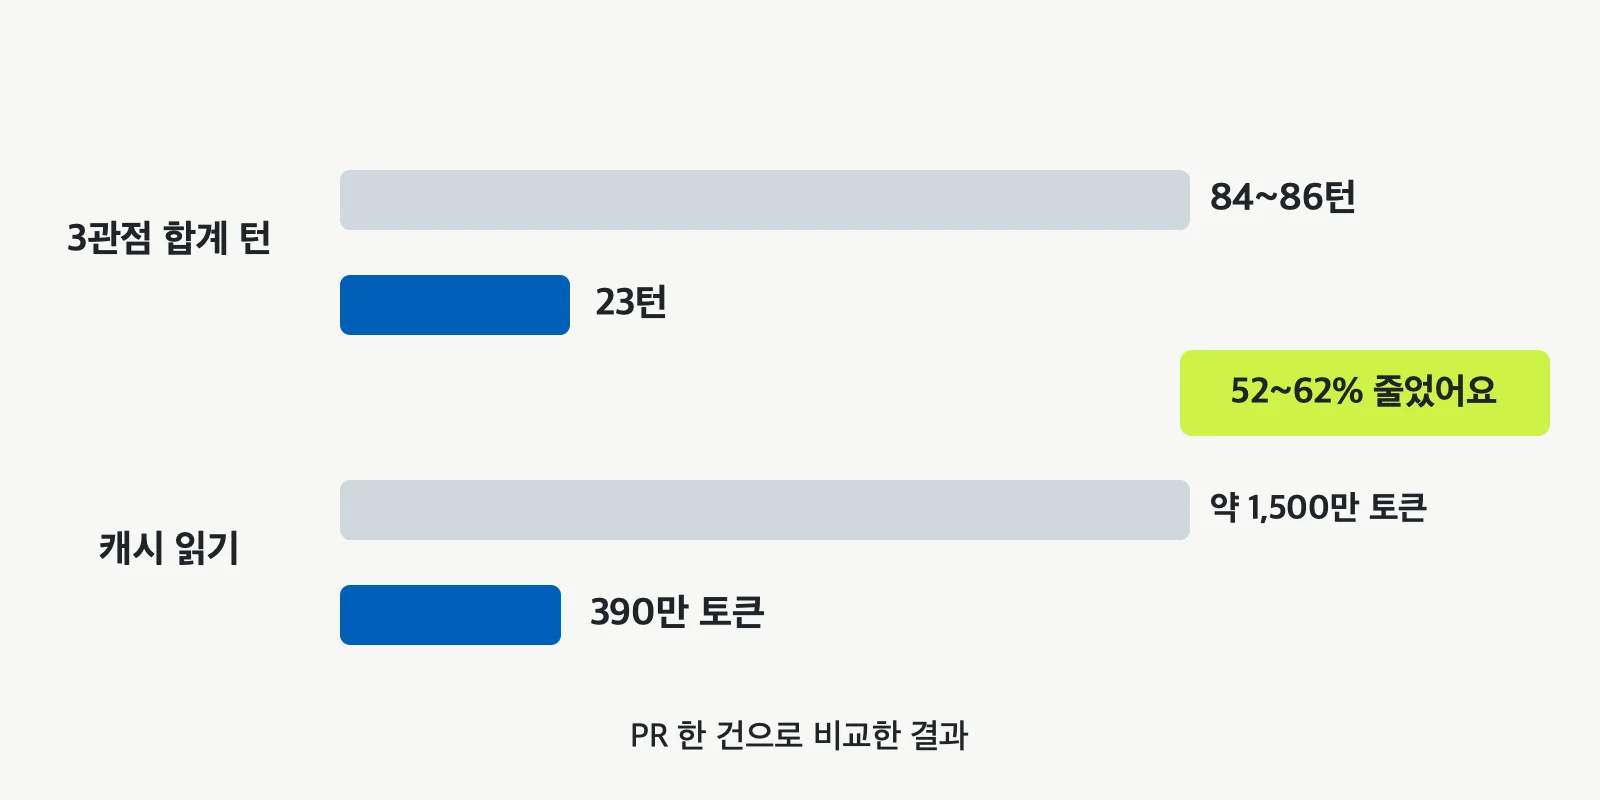 84~86턴
3관점 합계 턴
23턴
52~62% 줄었어요
약 1,500만 토큰
캐시 읽기
390만 토큰
PR 한 건으로 비교한 결과